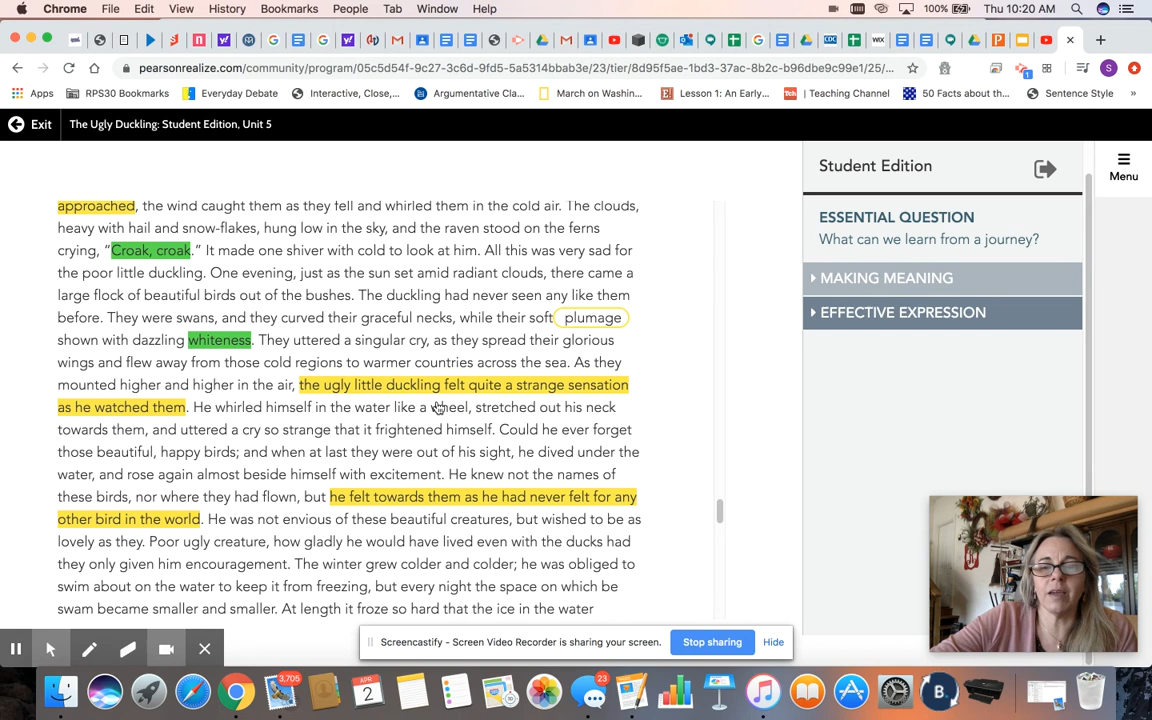 Chrome File Edit View History Bookmarks People Tab Window Help 100% Thu 10:20 AM
pearsonrealize.com/community/program/05c5d54f-9c27-3c6d-9fd5-5a5314bbab3e/23/tier/8d95f5ae-1bd3-37ac-8b2c-b96dbe9c99e1/25/...
Apps RPS30 Bookmarks Everyday Debate Interactive, Close,... Argumentative Cla... March on Washin... Lesson 1: An Early... | Teaching Channel 50 Facts about th... Sentence Style »
Exit The Ugly Duckling: Student Edition, Unit 5
approached, the wind caught them as they fell and whirled them in the cold air. The clouds,
heavy with hail and snow-flakes, hung low in the sky, and the raven stood on the ferns
crying, “Croak, croak.” It made one shiver with cold to look at him. All this was very sad for
the poor little duckling. One evening, just as the sun set amid radiant clouds, there came a
large flock of beautiful birds out of the bushes. The duckling had never seen any like them
before. They were swans, and they curved their graceful necks, while their soft plumage
shown with dazzling whiteness. They uttered a singular cry, as they spread their glorious
wings and flew away from those cold regions to warmer countries across the sea. As they
mounted higher and higher in the air, the ugly little duckling felt quite a strange sensation
as he watched them. He whirled himself in the water like a wheel, stretched out his neck
towards them, and uttered a cry so strange that it frightened himself. Could he ever forget
those beautiful, happy birds; and when at last they were out of his sight, he dived under the
water, and rose again almost beside himself with excitement. He knew not the names of
these birds, nor where they had flown, but he felt towards them as he had never felt for any
other bird in the world. He was not envious of these beautiful creatures, but wished to be as
lovely as they. Poor ugly creature, how gladly he would have lived even with the ducks had
they only given him encouragement. The winter grew colder and colder; he was obliged to
swim about on the water to keep it from freezing, but every night the space on which he
swam became smaller and smaller. At length it froze so hard that the ice in the water
Student Edition
ESSENTIAL QUESTION
What can we learn from a journey?
MAKING MEANING
EFFECTIVE EXPRESSION
Menu
Screencastify - Screen Video Recorder is sharing your screen. Stop sharing Hide
3,705
APR
2
23